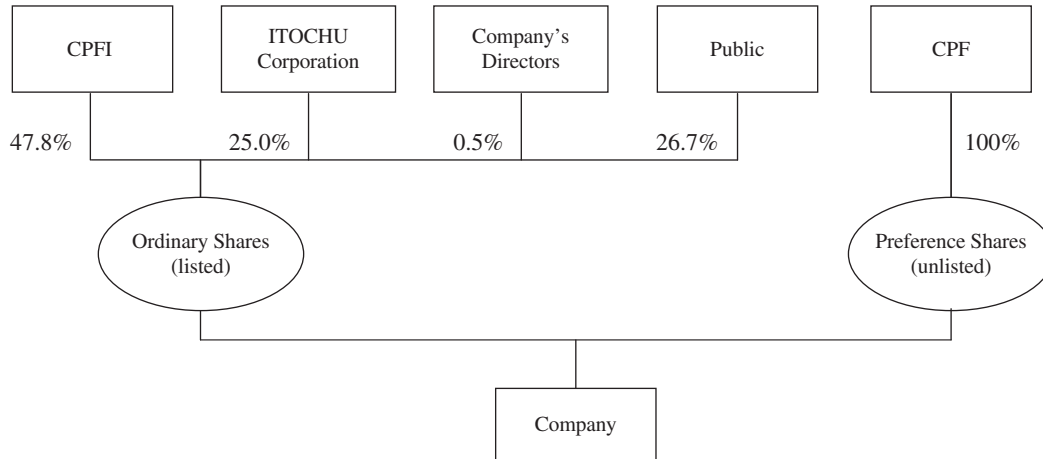 CPFI
ITOCHU
Corporation
Company’s
Directors
Public
CPF
47.8%
25.0%
0.5%
26.7%
100%
Ordinary Shares
(listed)
Preference Shares
(unlisted)
Company